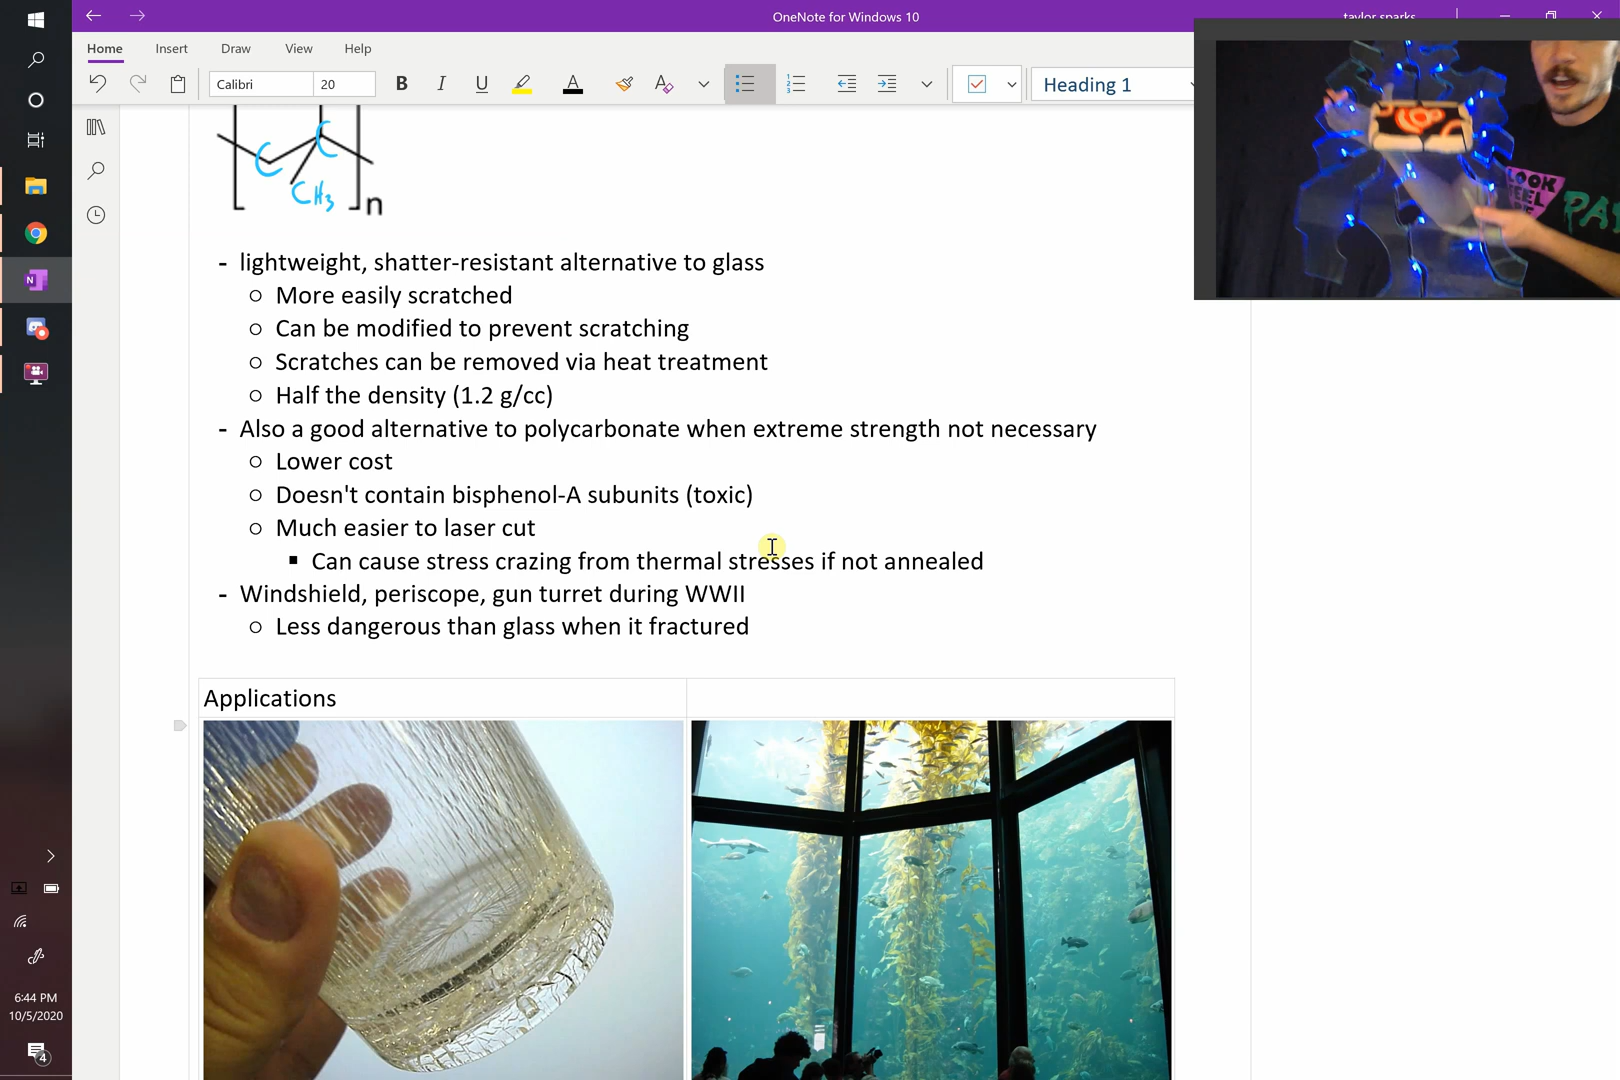 OneNote for Windows 10
taylor sparks
Home Insert Draw View Help
Calibri 20 B I U A Heading 1
C C
CH3
n
- lightweight, shatter-resistant alternative to glass
○ More easily scratched
○ Can be modified to prevent scratching
○ Scratches can be removed via heat treatment
○ Half the density (1.2 g/cc)
- Also a good alternative to polycarbonate when extreme strength not necessary
○ Lower cost
○ Doesn't contain bisphenol-A subunits (toxic)
○ Much easier to laser cut
▪ Can cause stress crazing from thermal stresses if not annealed
- Windshield, periscope, gun turret during WWII
○ Less dangerous than glass when it fractured
Applications
LOOK
FEEL
6:44 PM
10/5/2020
4